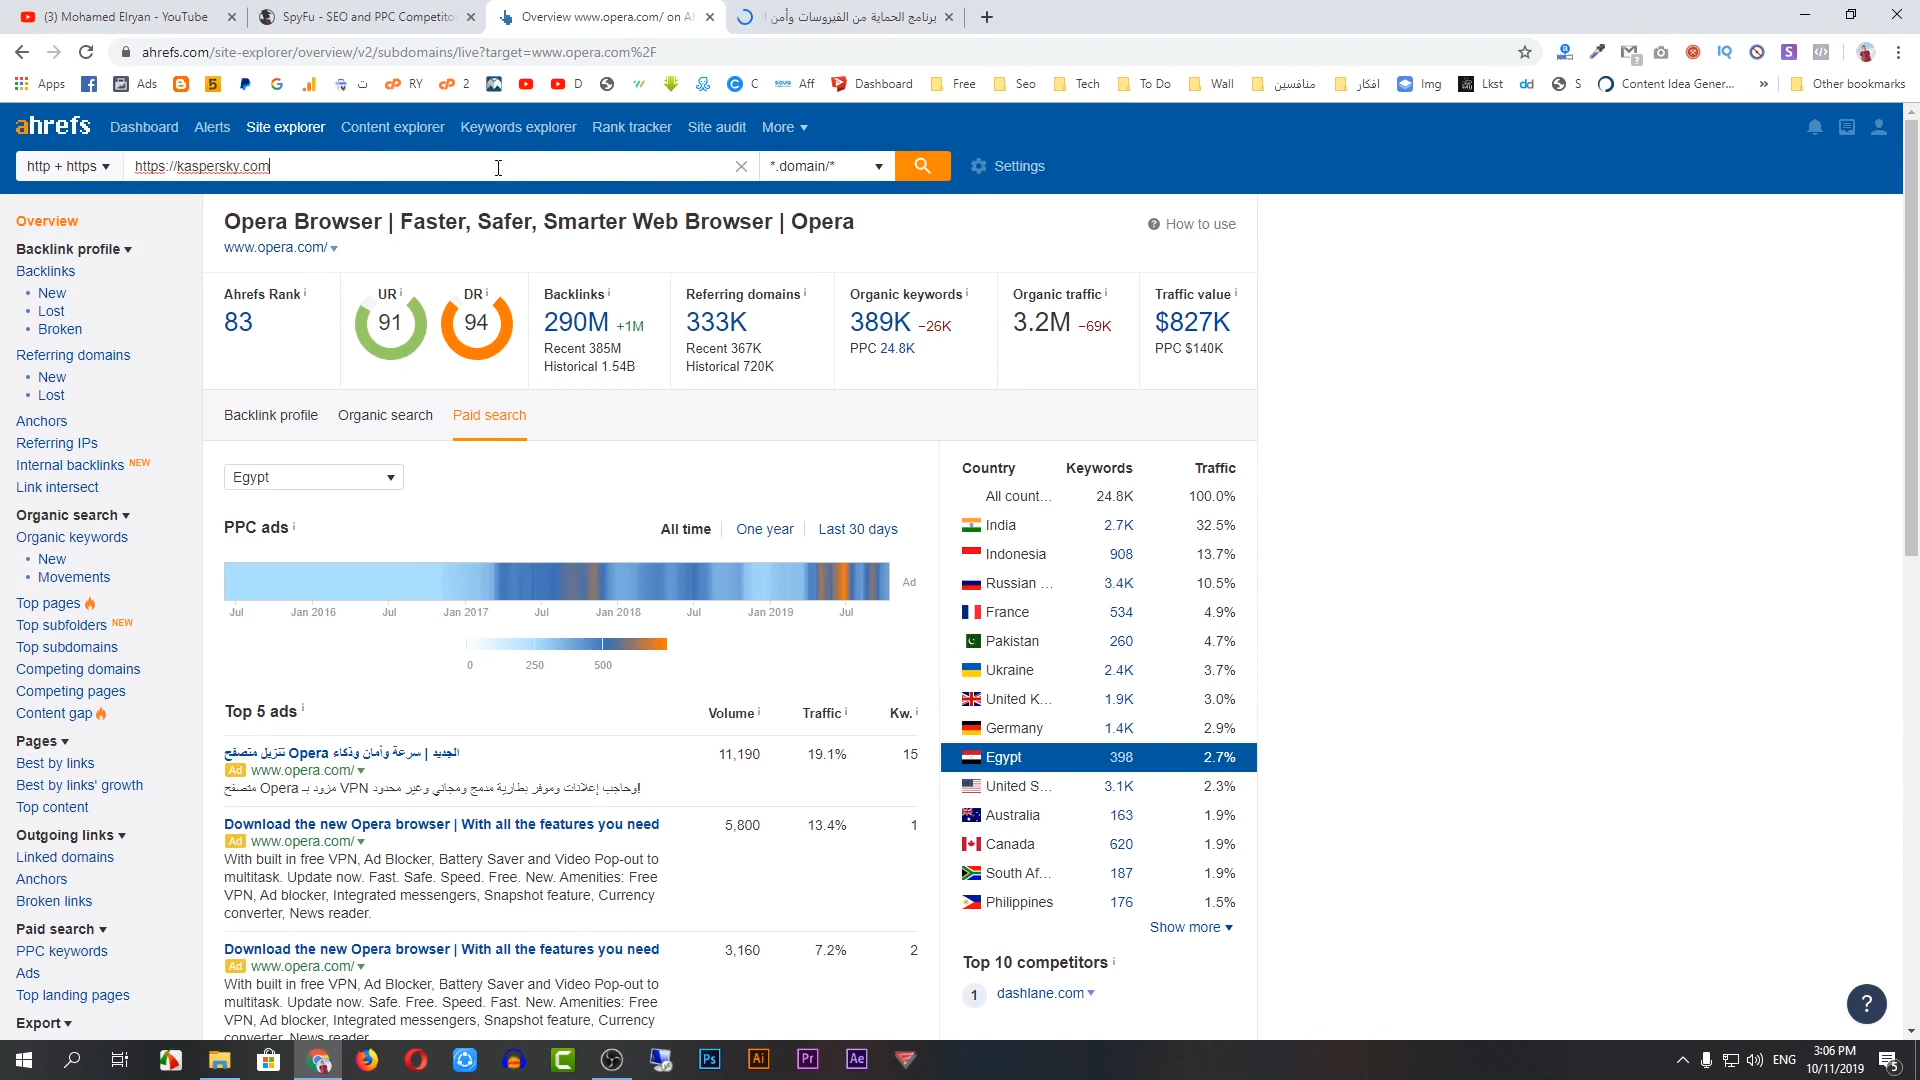 (3) Mohamed Elryan - YouTube
SpyFu - SEO and PPC Competitor
Overview www.opera.com/ on Ah
برنامج الحماية من الفيروسات وأمن ا
ahrefs.com/site-explorer/overview/v2/subdomains/live?target=www.opera.com%2F
Apps Ads RY 2 D C Aff Dashboard Free Seo Tech To Do Wall منافسين افكار Img Lkst S Content Idea Gener... » Other bookmarks
ahrefs Dashboard Alerts Site explorer Content explorer Keywords explorer Rank tracker Site audit More
http + https https://kaspersky.com *.domain/* Settings
Overview
Backlink profile
Backlinks
New
Lost
Broken
Referring domains
New
Lost
Anchors
Referring IPs
Internal backlinks NEW
Link intersect
Organic search
Organic keywords
New
Movements
Top pages
Top subfolders NEW
Top subdomains
Competing domains
Competing pages
Content gap
Pages
Best by links
Best by links' growth
Top content
Outgoing links
Linked domains
Anchors
Broken links
Paid search
PPC keywords
Ads
Top landing pages
Export
Opera Browser | Faster, Safer, Smarter Web Browser | Opera
How to use
www.opera.com/
Ahrefs Rank
83
UR
91
DR
94
Backlinks
290M +1M
Recent 385M
Historical 1.54B
Referring domains
333K
Recent 367K
Historical 720K
Organic keywords
389K −26K
PPC 24.8K
Organic traffic
3.2M −69K
Traffic value
$827K
PPC $140K
Backlink profile Organic search Paid search
Egypt
PPC ads
All time One year Last 30 days
Ad
Jul Jan 2016 Jul Jan 2017 Jul Jan 2018 Jul Jan 2019 Jul
0 250 500
Top 5 ads Volume Traffic Kw.
تنزيل متصفح Opera الجديد | سرعة وأمان وذكاء 11,190 19.1% 15
Ad www.opera.com/
متصفح Opera مزود بـ VPN وحاجب إعلانات وموفر بطارية مدمج ومجاني وغير محدود!
Download the new Opera browser | With all the features you need 5,800 13.4% 1
Ad www.opera.com/
With built in free VPN, Ad Blocker, Battery Saver and Video Pop-out to
multitask. Update now. Fast. Safe. Speed. Free. New. Amenities: Free
VPN, Ad blocker, Integrated messengers, Snapshot feature, Currency
converter, News reader.
Download the new Opera browser | With all the features you need 3,160 7.2% 2
Ad www.opera.com/
With built in free VPN, Ad Blocker, Battery Saver and Video Pop-out to
multitask. Update now. Safe. Free. Speed. Fast. New. Amenities: Free
VPN, Ad blocker, Integrated messengers, Snapshot feature, Currency
converter, News reader.
Country Keywords Traffic
All count... 24.8K 100.0%
India 2.7K 32.5%
Indonesia 908 13.7%
Russian ... 3.4K 10.5%
France 534 4.9%
Pakistan 260 4.7%
Ukraine 2.4K 3.7%
United K... 1.9K 3.0%
Germany 1.4K 2.9%
Egypt 398 2.7%
United S... 3.1K 2.3%
Australia 163 1.9%
Canada 620 1.9%
South Af... 187 1.9%
Philippines 176 1.5%
Show more
Top 10 competitors
1 dashlane.com
?
Ps Ai Pr Ae
ENG
3:06 PM
10/11/2019
5